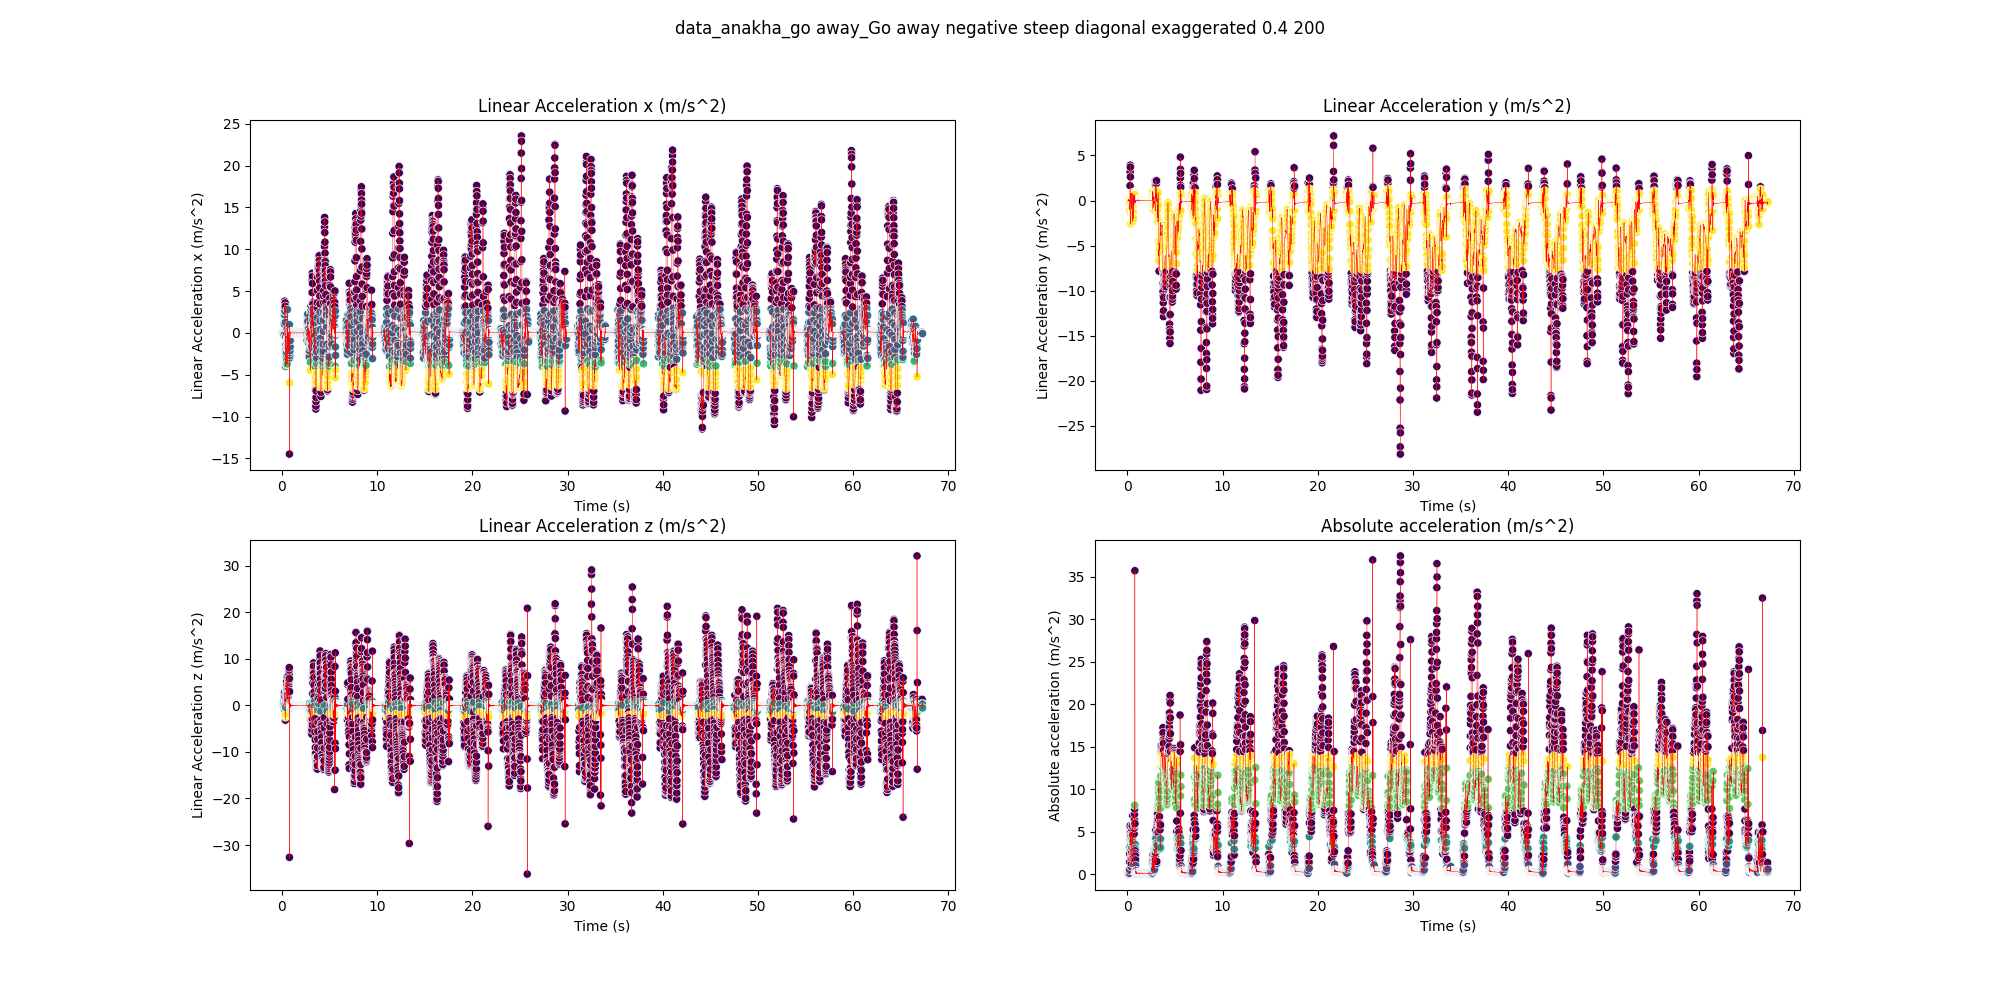 data_anakha_go away_Go away negative steep diagonal exaggerated 0.4 200
Linear Acceleration x (m/s^2)
Linear Acceleration x (m/s^2)
25
20
15
10
5
0
−5
−10
−15
0 10 20 30 40 50 60 70
Time (s)
Linear Acceleration y (m/s^2)
Linear Acceleration y (m/s^2)
5
0
−5
−10
−15
−20
−25
0 10 20 30 40 50 60 70
Time (s)
Linear Acceleration z (m/s^2)
Linear Acceleration z (m/s^2)
30
20
10
0
−10
−20
−30
0 10 20 30 40 50 60 70
Time (s)
Absolute acceleration (m/s^2)
Absolute acceleration (m/s^2)
35
30
25
20
15
10
5
0
0 10 20 30 40 50 60 70
Time (s)